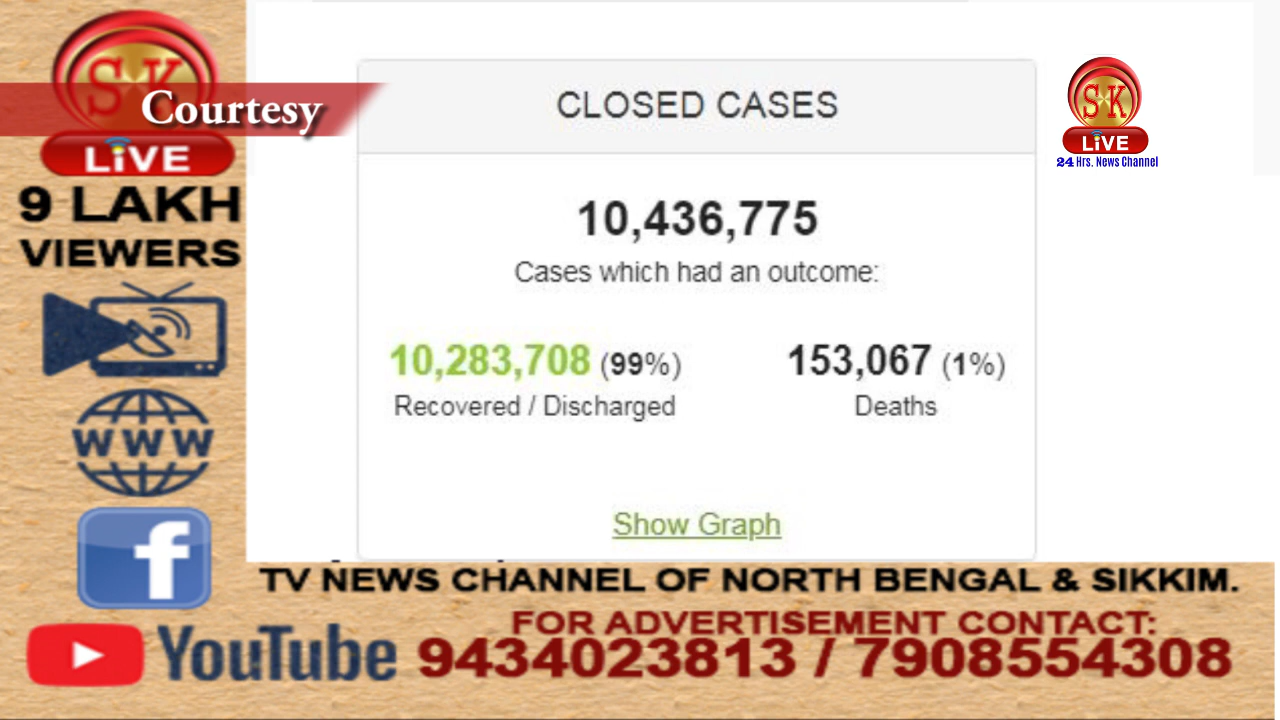 SK
Courtesy
LiVE
9 LAKH
VIEWERS
WWW
f
YouTube
CLOSED CASES
10,436,775
Cases which had an outcome:
10,283,708 (99%)
Recovered / Discharged
153,067 (1%)
Deaths
Show Graph
SK
LiVE
24 Hrs. News Channel
TV NEWS CHANNEL OF NORTH BENGAL & SIKKIM.
FOR ADVERTISEMENT CONTACT:
9434023813 / 7908554308